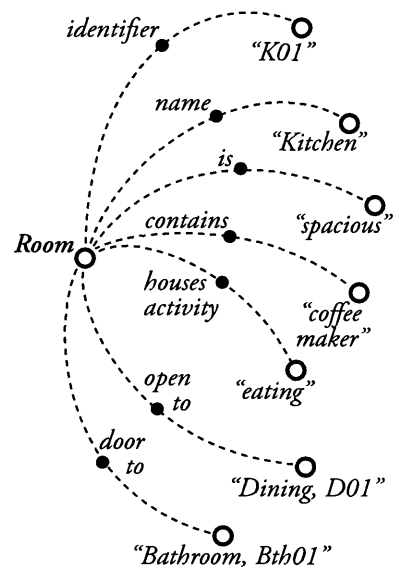 identifier
“K01”
name
“Kitchen”
is
“spacious”
contains
Room
houses
activity
“coffee
maker”
“eating”
open
to
door
to
“Dining, D01”
“Bathroom, Bth01”